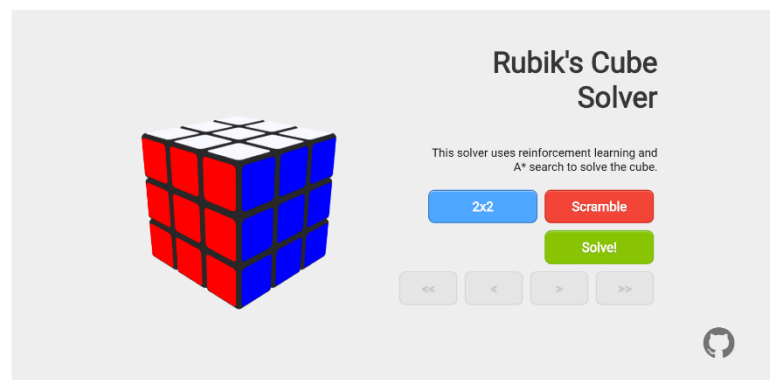 Rubik's Cube
Solver
This solver uses reinforcement learning and
A* search to solve the cube.
2x2
Scramble
Solve!
<<
<
>
>>